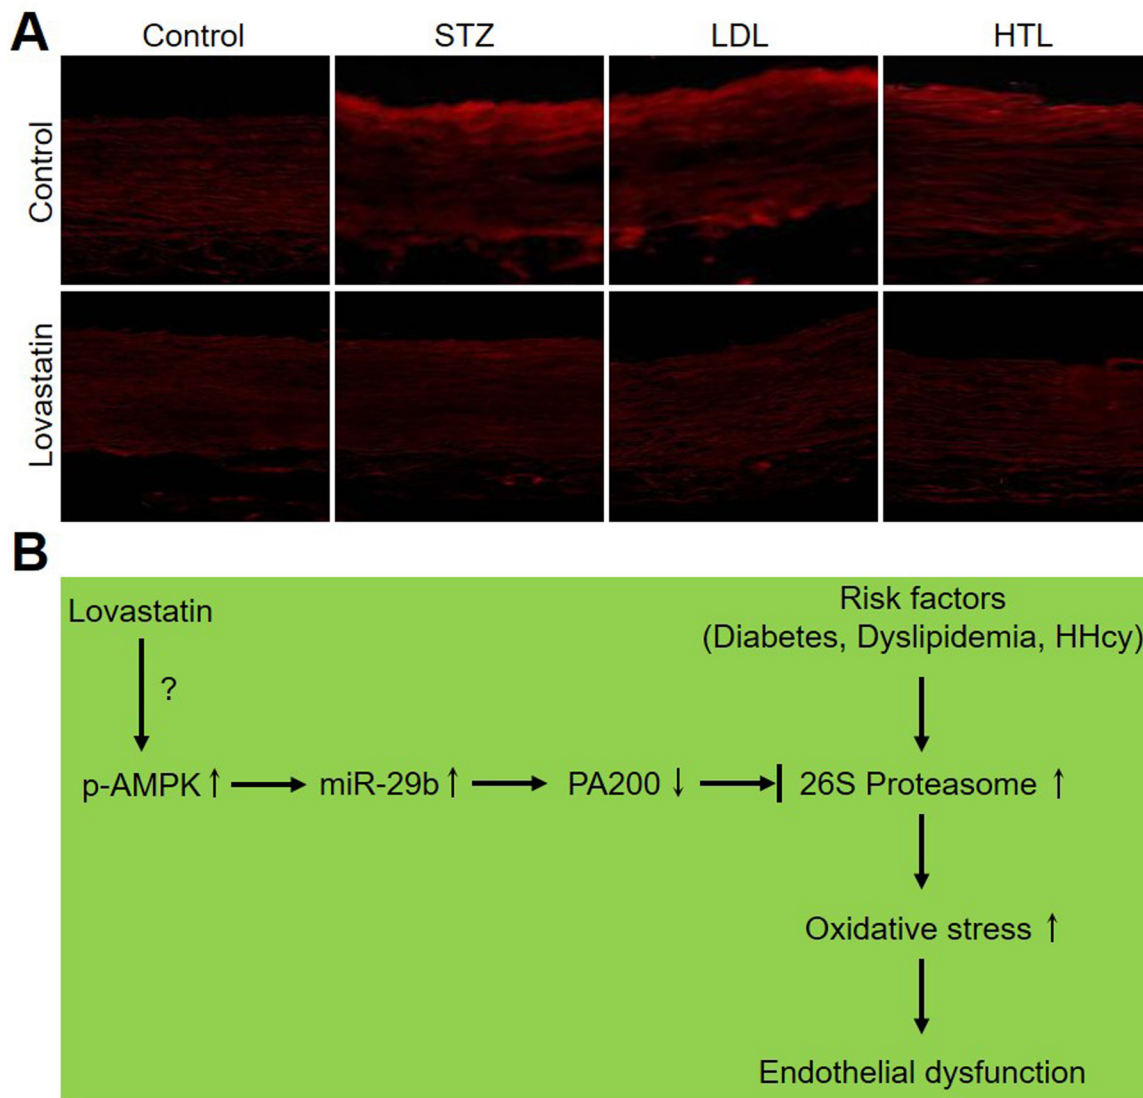 A
Control STZ LDL HTL
Control
Lovastatin
B
Lovastatin
Risk factors
(Diabetes, Dyslipidemia, HHcy)
?
p-AMPK ↑ miR-29b ↑ PA200 ↓ 26S Proteasome ↑
Oxidative stress ↑
Endothelial dysfunction